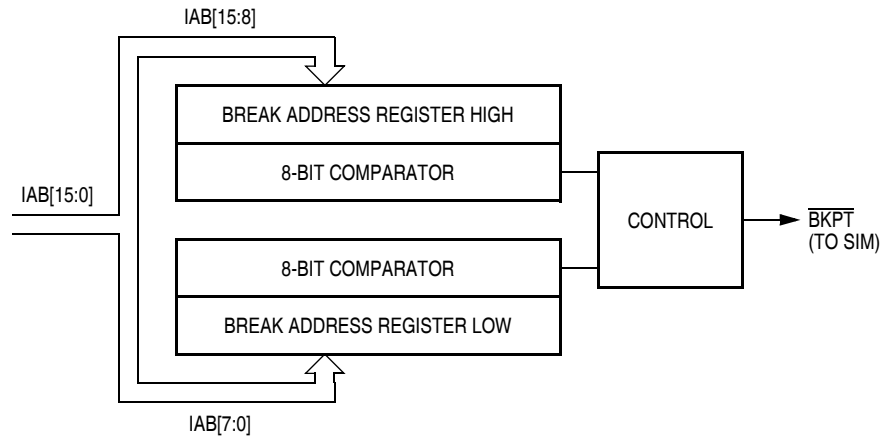 IAB[15:8]
BREAK ADDRESS REGISTER HIGH
8-BIT COMPARATOR
IAB[15:0]
CONTROL
BKPT
(TO SIM)
8-BIT COMPARATOR
BREAK ADDRESS REGISTER LOW
IAB[7:0]